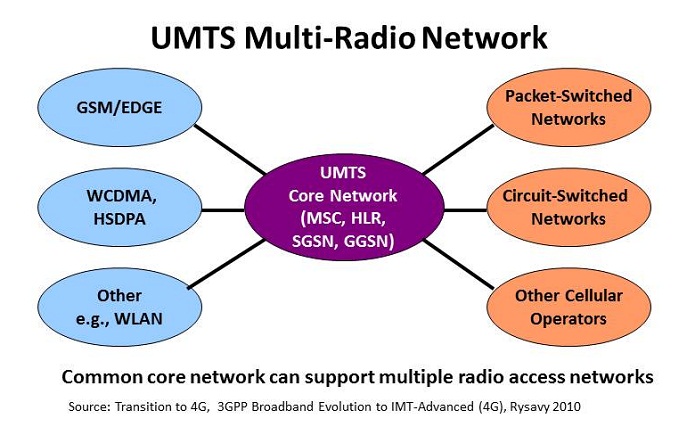 UMTS Multi-Radio Network
GSM/EDGE
WCDMA,
HSDPA
Other
e.g., WLAN
UMTS
Core Network
(MSC, HLR,
SGSN, GGSN)
Packet-Switched
Networks
Circuit-Switched
Networks
Other Cellular
Operators
Common core network can support multiple radio access networks
Source: Transition to 4G, 3GPP Broadband Evolution to IMT-Advanced (4G), Rysavy 2010